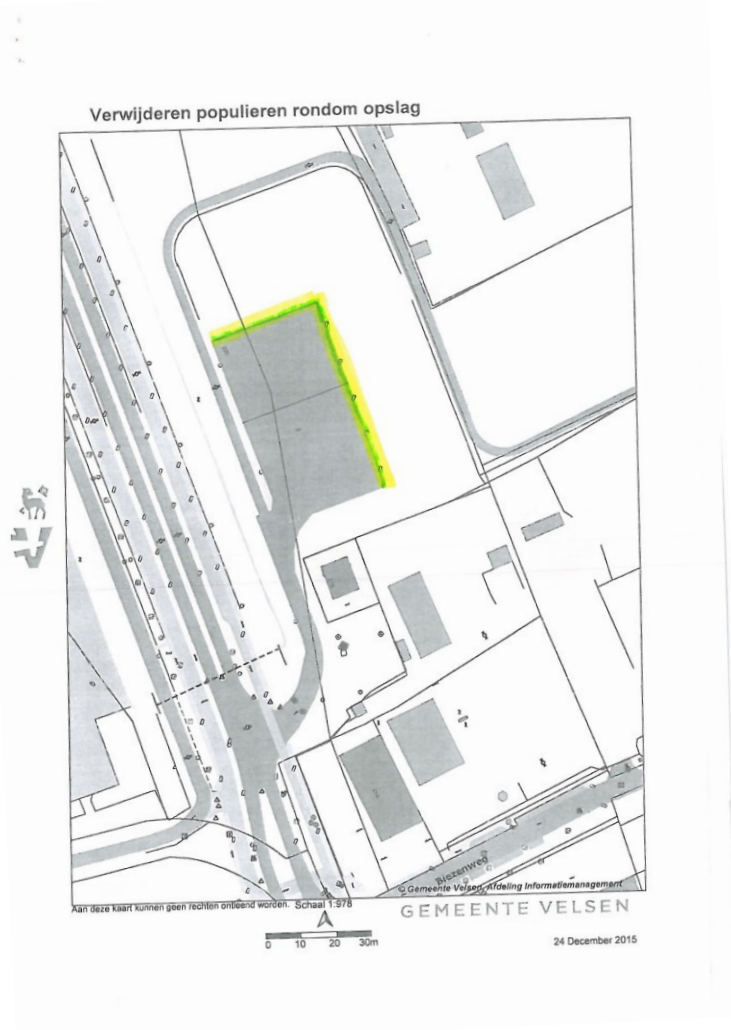 Verwijderen populieren rondom opslag
Biezenweg
© Gemeente Velsen, Afdeling Informatiemanagement
Aan deze kaart kunnen geen rechten ontleend worden. Schaal 1:978
GEMEENTE VELSEN
0 10 20 30m
24 December 2015